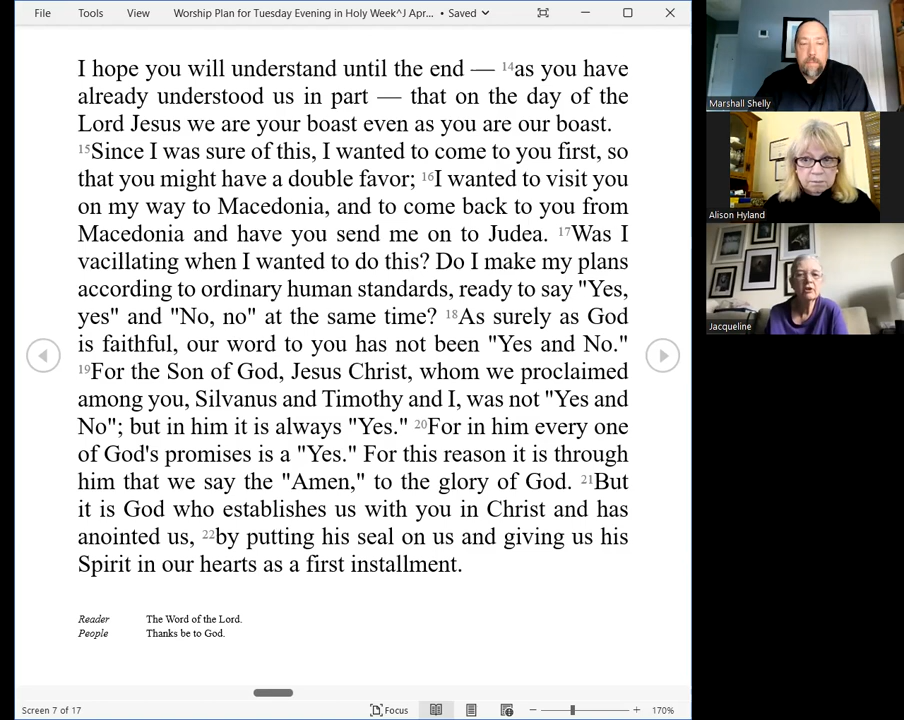 File Tools View Worship Plan for Tuesday Evening in Holy Week^J Apr... • Saved
I hope you will understand until the end — 14as you have
already understood us in part — that on the day of the
Lord Jesus we are your boast even as you are our boast.
15Since I was sure of this, I wanted to come to you first, so
that you might have a double favor; 16I wanted to visit you
on my way to Macedonia, and to come back to you from
Macedonia and have you send me on to Judea. 17Was I
vacillating when I wanted to do this? Do I make my plans
according to ordinary human standards, ready to say "Yes,
yes" and "No, no" at the same time? 18As surely as God
is faithful, our word to you has not been "Yes and No."
19For the Son of God, Jesus Christ, whom we proclaimed
among you, Silvanus and Timothy and I, was not "Yes and
No"; but in him it is always "Yes." 20For in him every one
of God's promises is a "Yes." For this reason it is through
him that we say the "Amen," to the glory of God. 21But
it is God who establishes us with you in Christ and has
anointed us, 22by putting his seal on us and giving us his
Spirit in our hearts as a first installment.
Reader The Word of the Lord.
People Thanks be to God.
Screen 7 of 17 Focus 170%
Marshall Shelly
Alison Hyland
Jacqueline